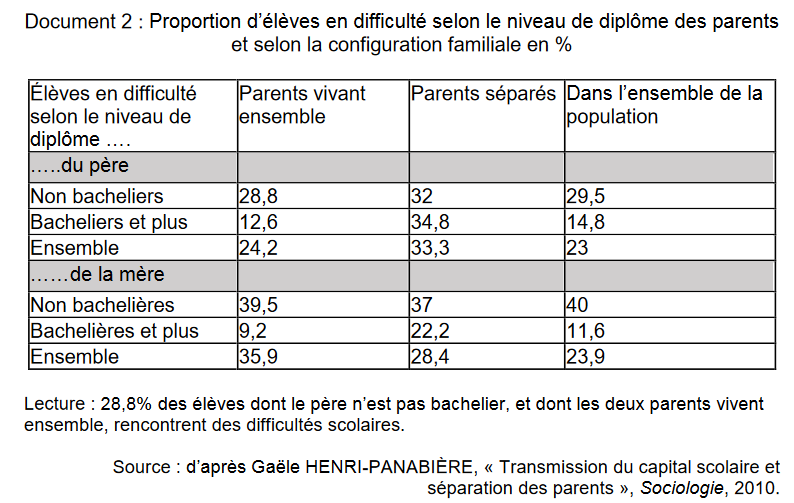 Document 2 : Proportion d’élèves en difficulté selon le niveau de diplôme des parents
et selon la configuration familiale en %
Élèves en difficulté selon le niveau de diplôme …. Parents vivant ensemble Parents séparés Dans l’ensemble de la population
…..du père
Non bacheliers 28,8 32 29,5
Bacheliers et plus 12,6 34,8 14,8
Ensemble 24,2 33,3 23
……de la mère
Non bachelières 39,5 37 40
Bachelières et plus 9,2 22,2 11,6
Ensemble 35,9 28,4 23,9
Lecture : 28,8% des élèves dont le père n’est pas bachelier, et dont les deux parents vivent
ensemble, rencontrent des difficultés scolaires.
Source : d’après Gaële HENRI-PANABIÈRE, « Transmission du capital scolaire et
séparation des parents », Sociologie, 2010.